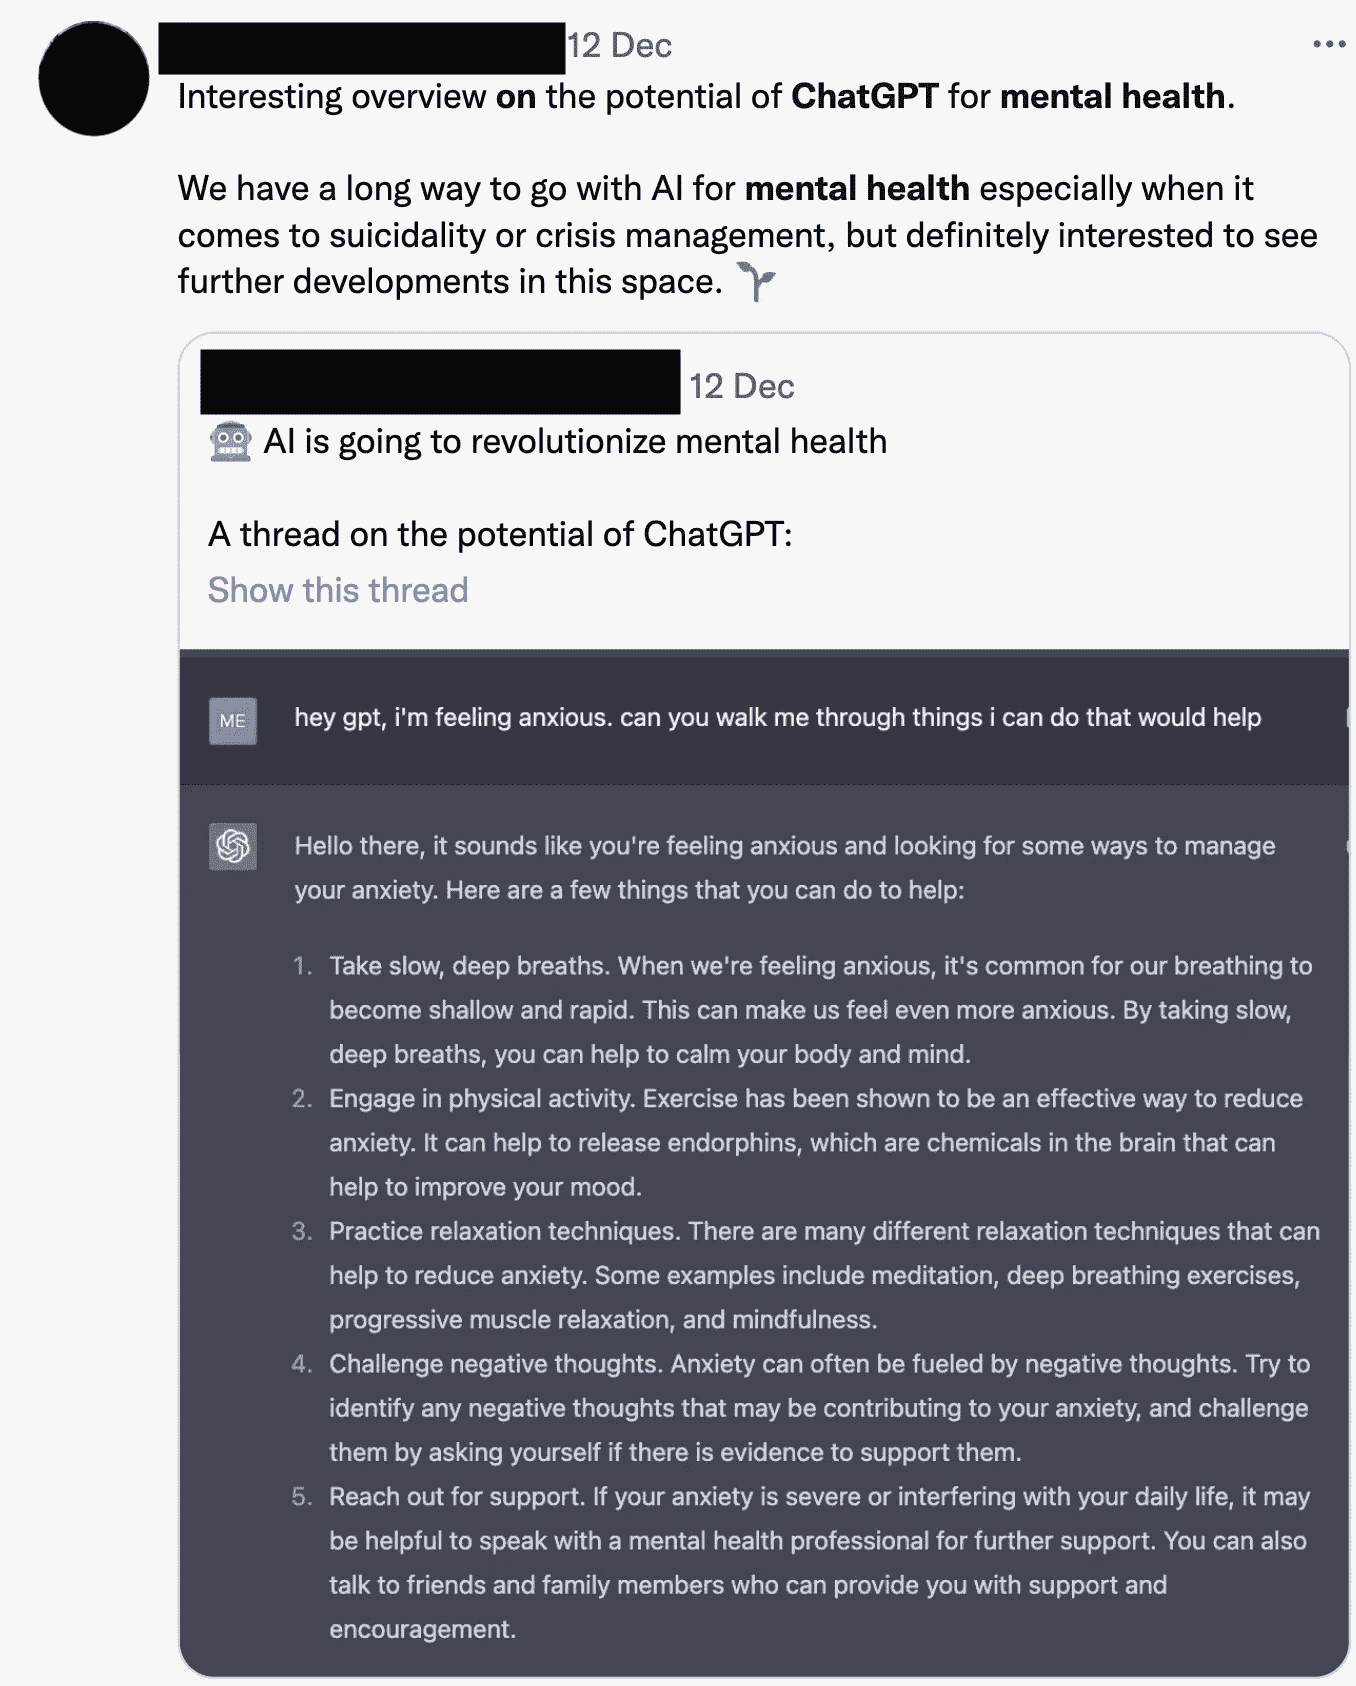 12 Dec
Interesting overview on the potential of ChatGPT for mental health.
We have a long way to go with AI for mental health especially when it
comes to suicidality or crisis management, but definitely interested to see
further developments in this space.
12 Dec
AI is going to revolutionize mental health
A thread on the potential of ChatGPT:
Show this thread
ME
hey gpt, i'm feeling anxious. can you walk me through things i can do that would help
Hello there, it sounds like you're feeling anxious and looking for some ways to manage
your anxiety. Here are a few things that you can do to help:
1. Take slow, deep breaths. When we're feeling anxious, it's common for our breathing to
become shallow and rapid. This can make us feel even more anxious. By taking slow,
deep breaths, you can help to calm your body and mind.
2. Engage in physical activity. Exercise has been shown to be an effective way to reduce
anxiety. It can help to release endorphins, which are chemicals in the brain that can
help to improve your mood.
3. Practice relaxation techniques. There are many different relaxation techniques that can
help to reduce anxiety. Some examples include meditation, deep breathing exercises,
progressive muscle relaxation, and mindfulness.
4. Challenge negative thoughts. Anxiety can often be fueled by negative thoughts. Try to
identify any negative thoughts that may be contributing to your anxiety, and challenge
them by asking yourself if there is evidence to support them.
5. Reach out for support. If your anxiety is severe or interfering with your daily life, it may
be helpful to speak with a mental health professional for further support. You can also
talk to friends and family members who can provide you with support and
encouragement.